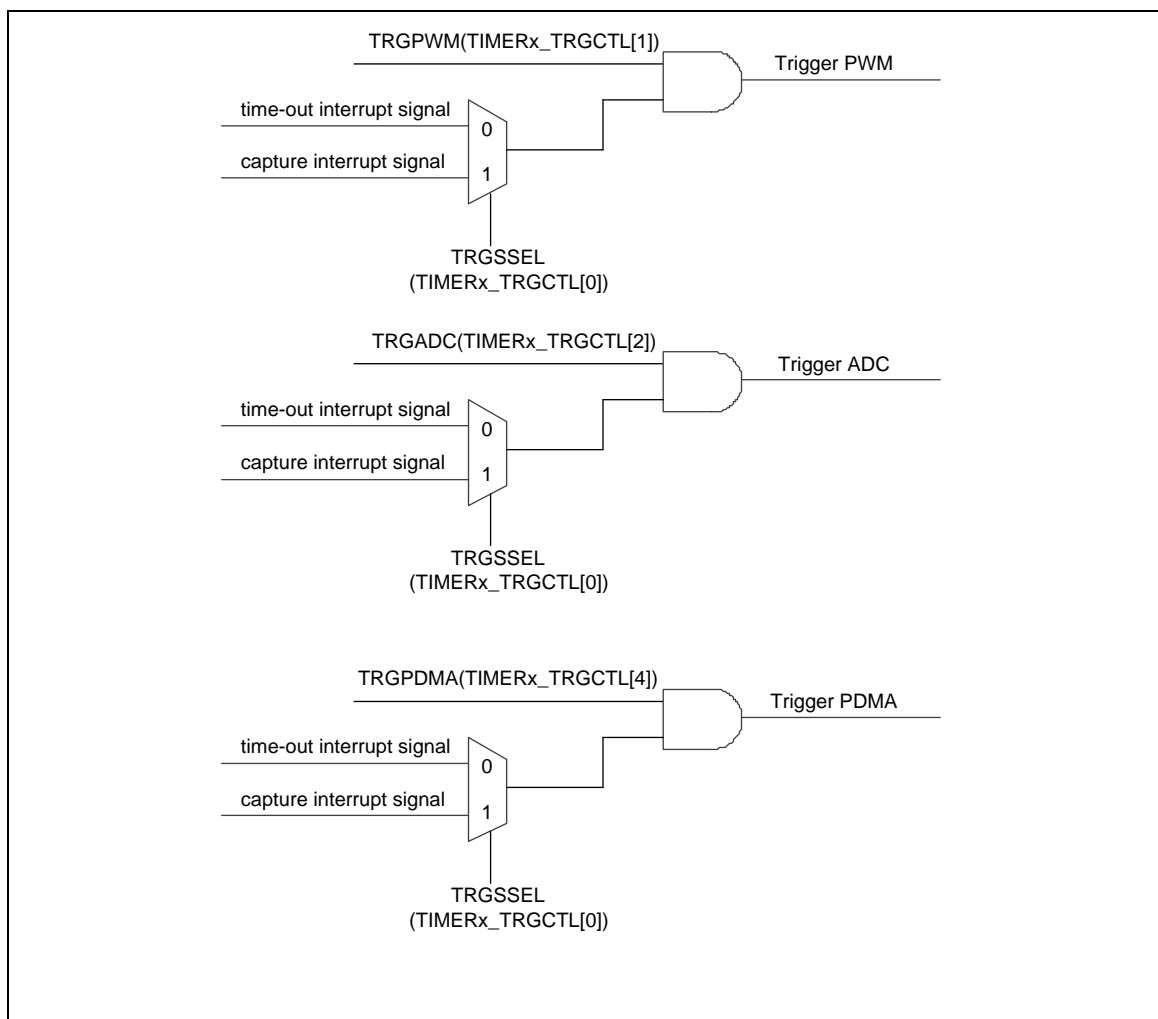 TRGPWM(TIMERx_TRGCTL[1])
Trigger PWM
time-out interrupt signal
0
capture interrupt signal
1
TRGSSEL
(TIMERx_TRGCTL[0])
TRGADC(TIMERx_TRGCTL[2])
Trigger ADC
time-out interrupt signal
0
capture interrupt signal
1
TRGSSEL
(TIMERx_TRGCTL[0])
TRGPDMA(TIMERx_TRGCTL[4])
Trigger PDMA
time-out interrupt signal
0
capture interrupt signal
1
TRGSSEL
(TIMERx_TRGCTL[0])